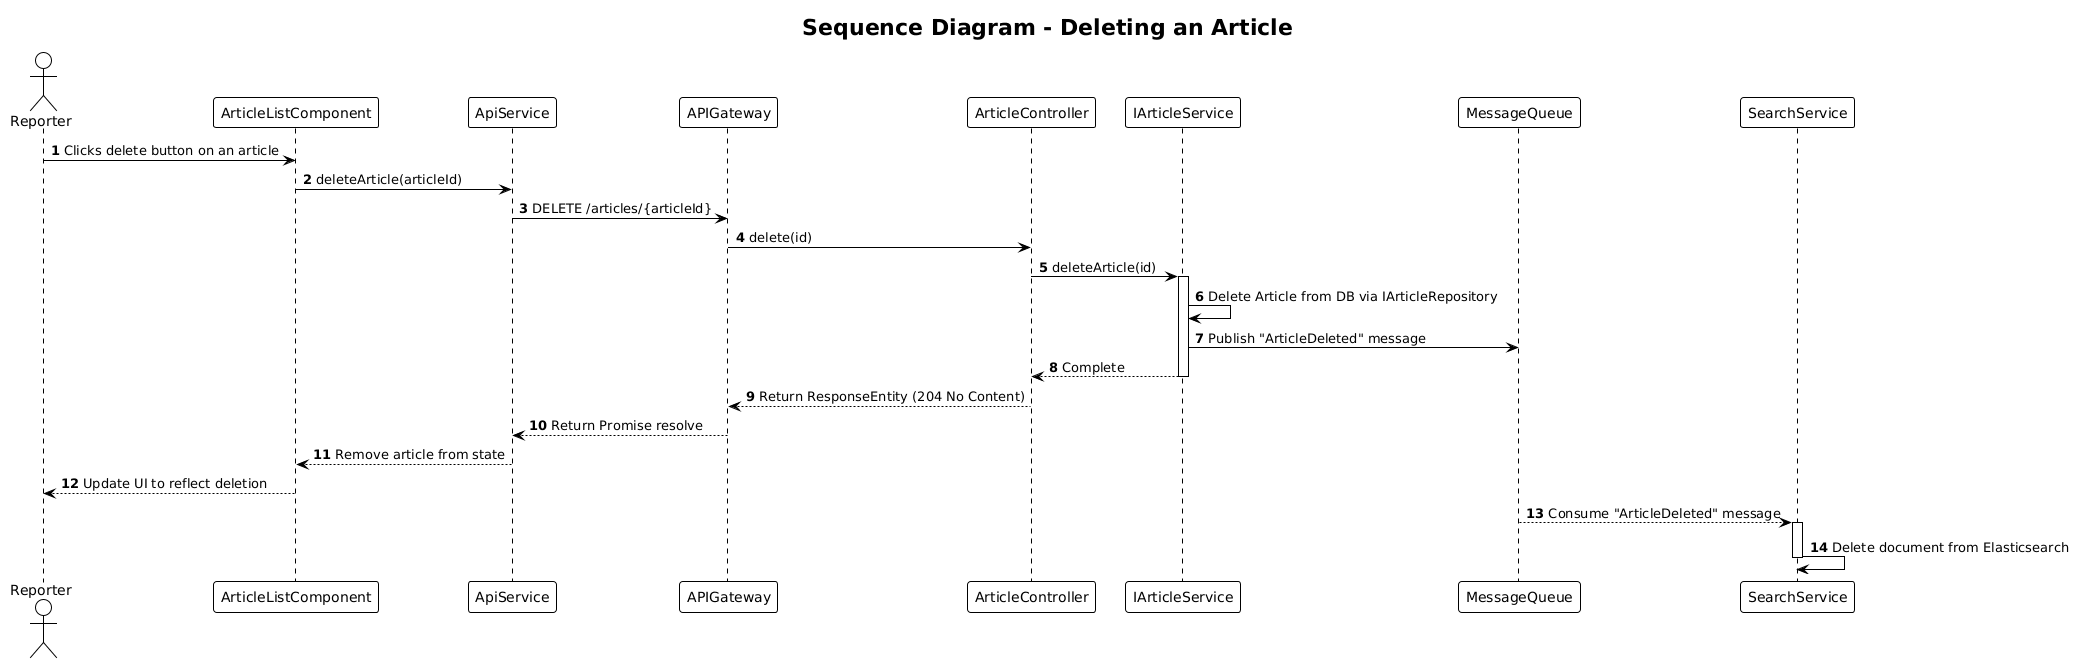 Sequence Diagram - Deleting an Article
Reporter
ArticleListComponent
ApiService
APIGateway
ArticleController
IArticleService
MessageQueue
SearchService
1 Clicks delete button on an article
2 deleteArticle(articleId)
3 DELETE /articles/{articleId}
4 delete(id)
5 deleteArticle(id)
6 Delete Article from DB via IArticleRepository
7 Publish "ArticleDeleted" message
8 Complete
9 Return ResponseEntity (204 No Content)
10 Return Promise resolve
11 Remove article from state
12 Update UI to reflect deletion
13 Consume "ArticleDeleted" message
14 Delete document from Elasticsearch
Reporter
ArticleListComponent
ApiService
APIGateway
ArticleController
IArticleService
MessageQueue
SearchService